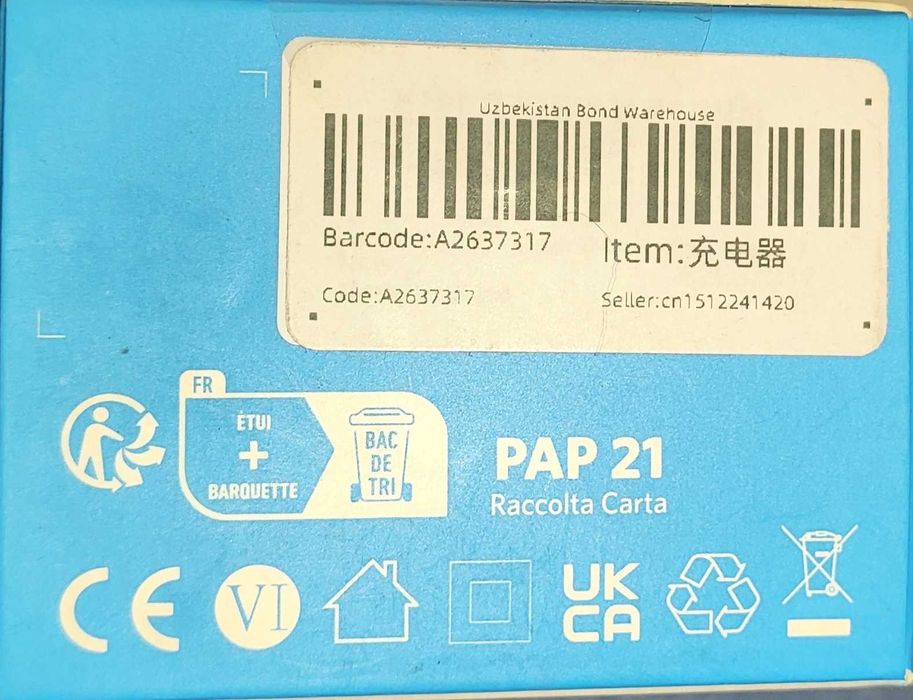 Uzbekistan Bond Warehouse
Barcode:A2637317
Item:充电器
Code:A2637317
Seller:cn1512241420
FR
ÉTUI
+
BARQUETTE
BAC
DE
TRI
PAP 21
Raccolta Carta
CE
VI
UK
CA